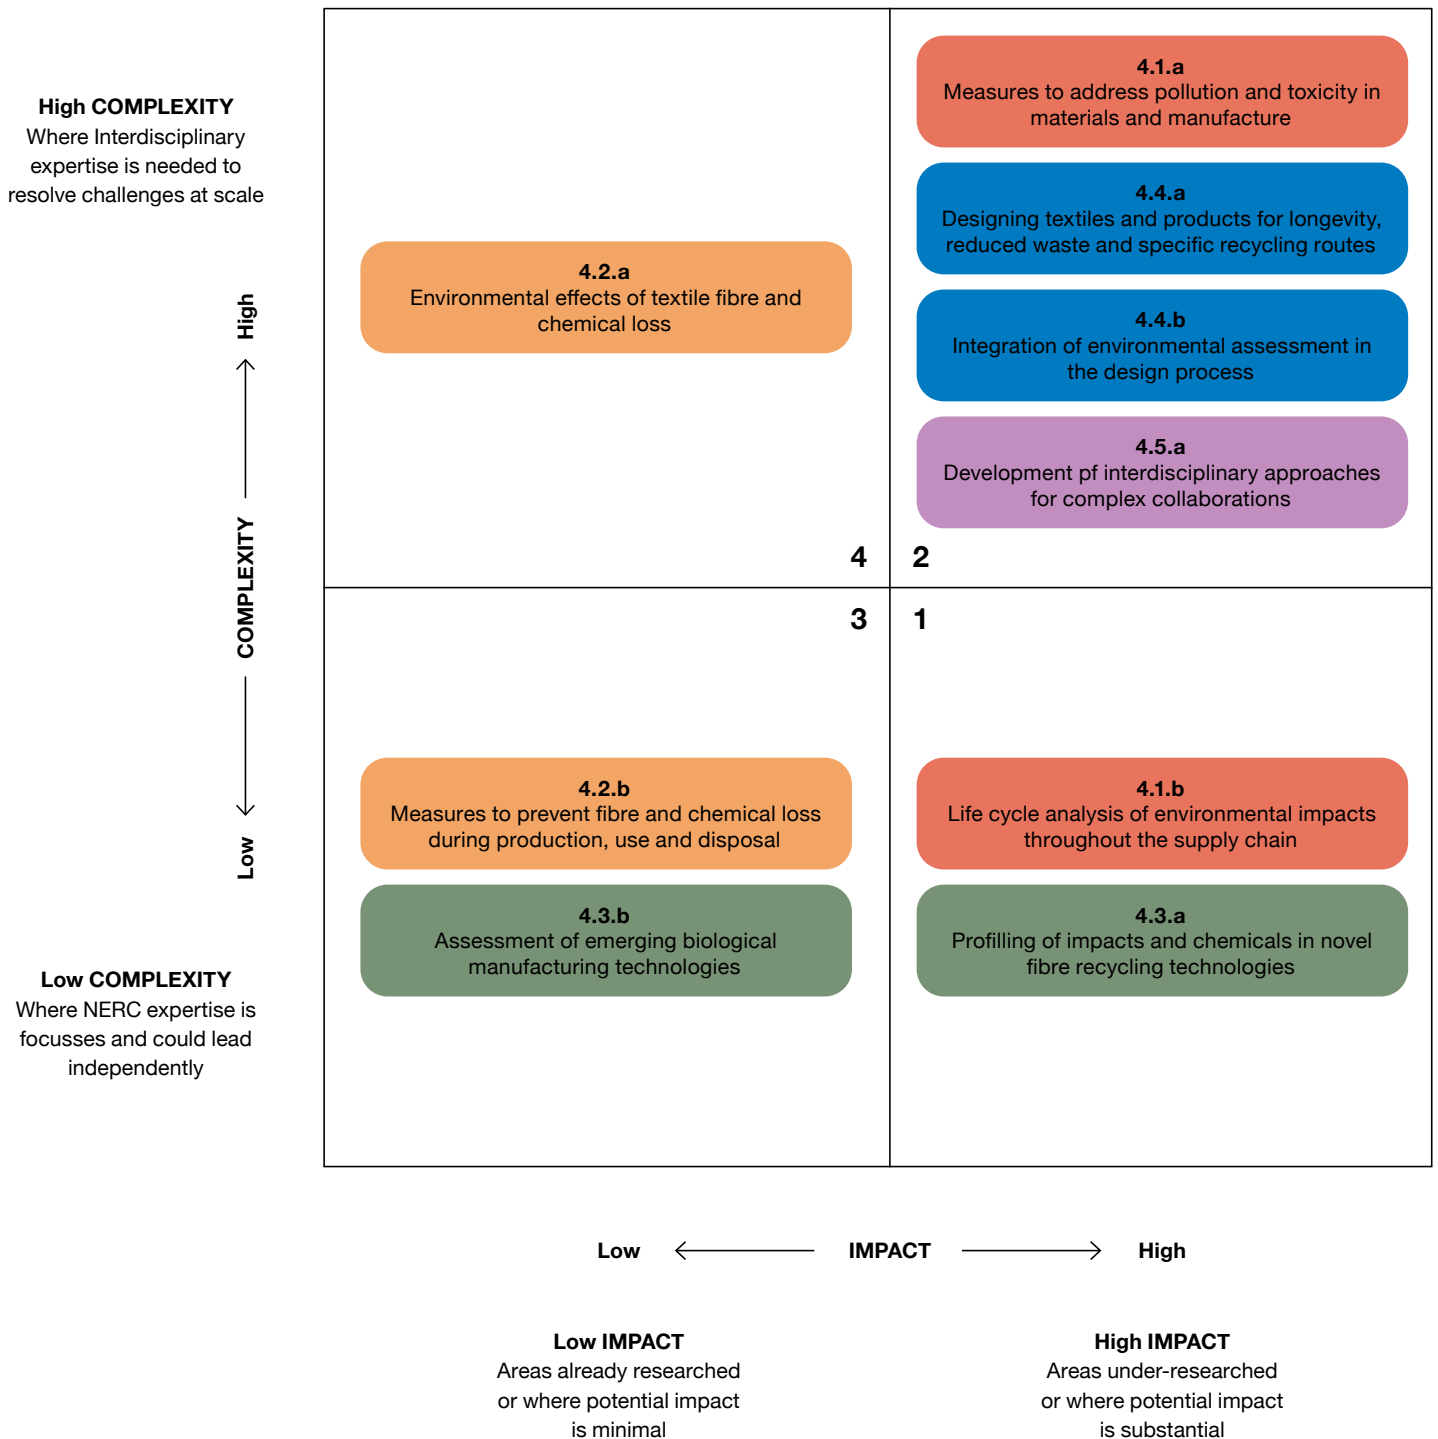 High COMPLEXITY
Where Interdisciplinary
expertise is needed to
resolve challenges at scale
High
COMPLEXITY
Low
Low COMPLEXITY
Where NERC expertise is
focusses and could lead
independently
4.2.a
Environmental effects of textile fibre and
chemical loss
4
4.1.a
Measures to address pollution and toxicity in
materials and manufacture
4.4.a
Designing textiles and products for longevity,
reduced waste and specific recycling routes
4.4.b
Integration of environmental assessment in
the design process
4.5.a
Development pf interdisciplinary approaches
for complex collaborations
2
3
4.2.b
Measures to prevent fibre and chemical loss
during production, use and disposal
4.3.b
Assessment of emerging biological
manufacturing technologies
1
4.1.b
Life cycle analysis of environmental impacts
throughout the supply chain
4.3.a
Profilling of impacts and chemicals in novel
fibre recycling technologies
Low
IMPACT
High
Low IMPACT
Areas already researched
or where potential impact
is minimal
High IMPACT
Areas under-researched
or where potential impact
is substantial